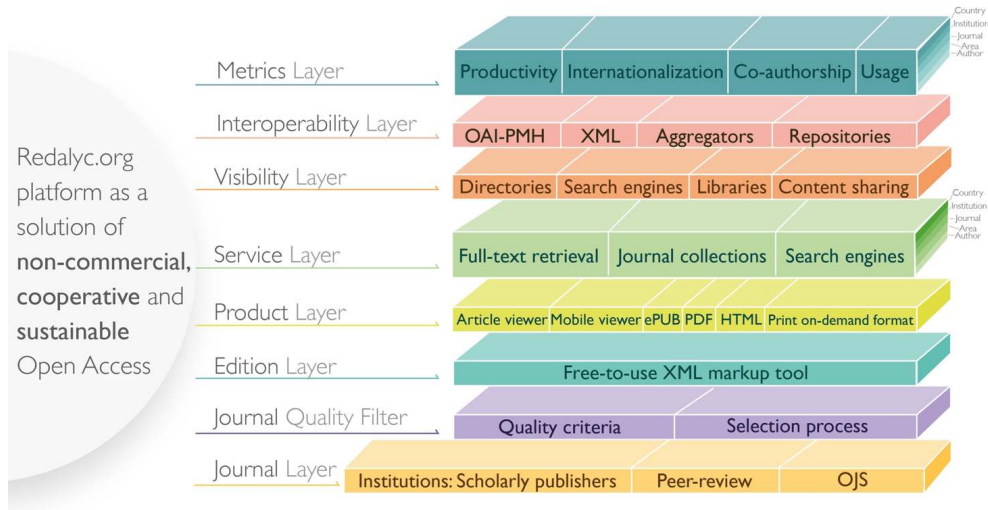 Redalyc.org
platform as a
solution of
non-commercial,
cooperative and
sustainable
Open Access
Metrics Layer
Productivity Internationalization Co-authorship Usage
Country
Institution
Journal
Area
Author
Interoperability Layer
OAI-PMH XML Aggregators Repositories
Visibility Layer
Directories Search engines Libraries Content sharing
Service Layer
Full-text retrieval Journal collections Search engines
Country
Institution
Journal
Area
Author
Product Layer
Article viewer Mobile viewer ePUB PDF HTML Print on-demand format
Edition Layer
Free-to-use XML markup tool
Journal Quality Filter
Quality criteria Selection process
Journal Layer
Institutions: Scholarly publishers Peer-review OJS